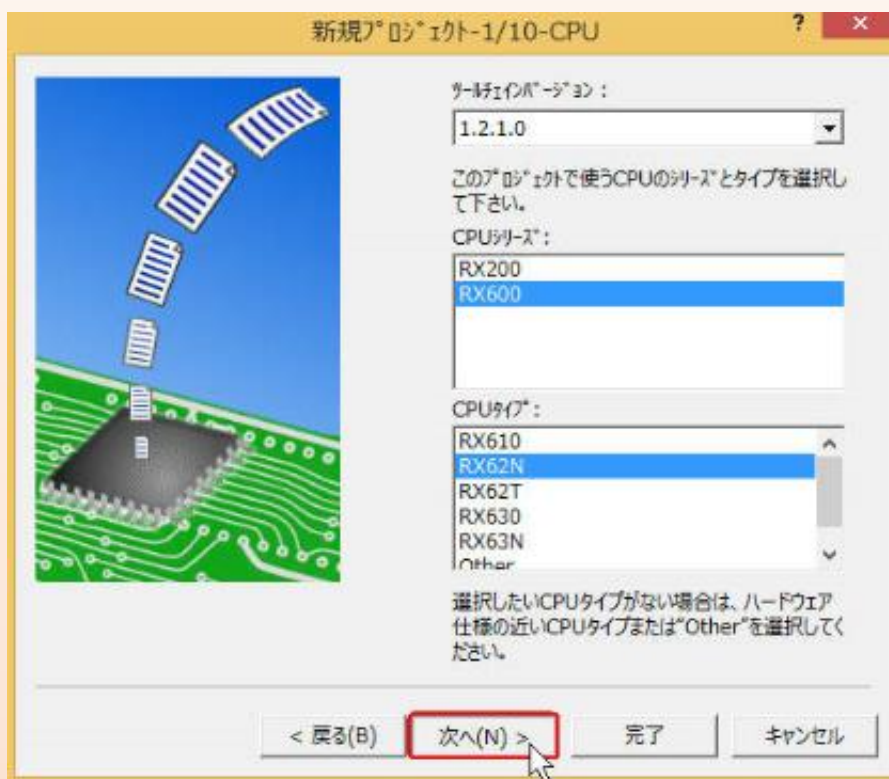 新規ﾌﾟﾛｼﾞｪｸﾄ-1/10-CPU
?
×
ﾂｰﾙﾁｪｲﾝﾊﾞｰｼﾞｮﾝ :
1.2.1.0
このﾌﾟﾛｼﾞｪｸﾄで使うCPUのｼﾘｰｽﾞとタイプを選択し
て下さい。
CPUｼﾘｰｽﾞ :
RX200
RX600
CPUﾀｲﾌﾟ :
RX610
RX62N
RX62T
RX630
RX63N
Other
選択したいCPUタイプがない場合は、ハードウェア
仕様の近いCPUタイプまたは"Other"を選択してく
ださい。
< 戻る(B)
次へ(N) >
完了
キャンセル